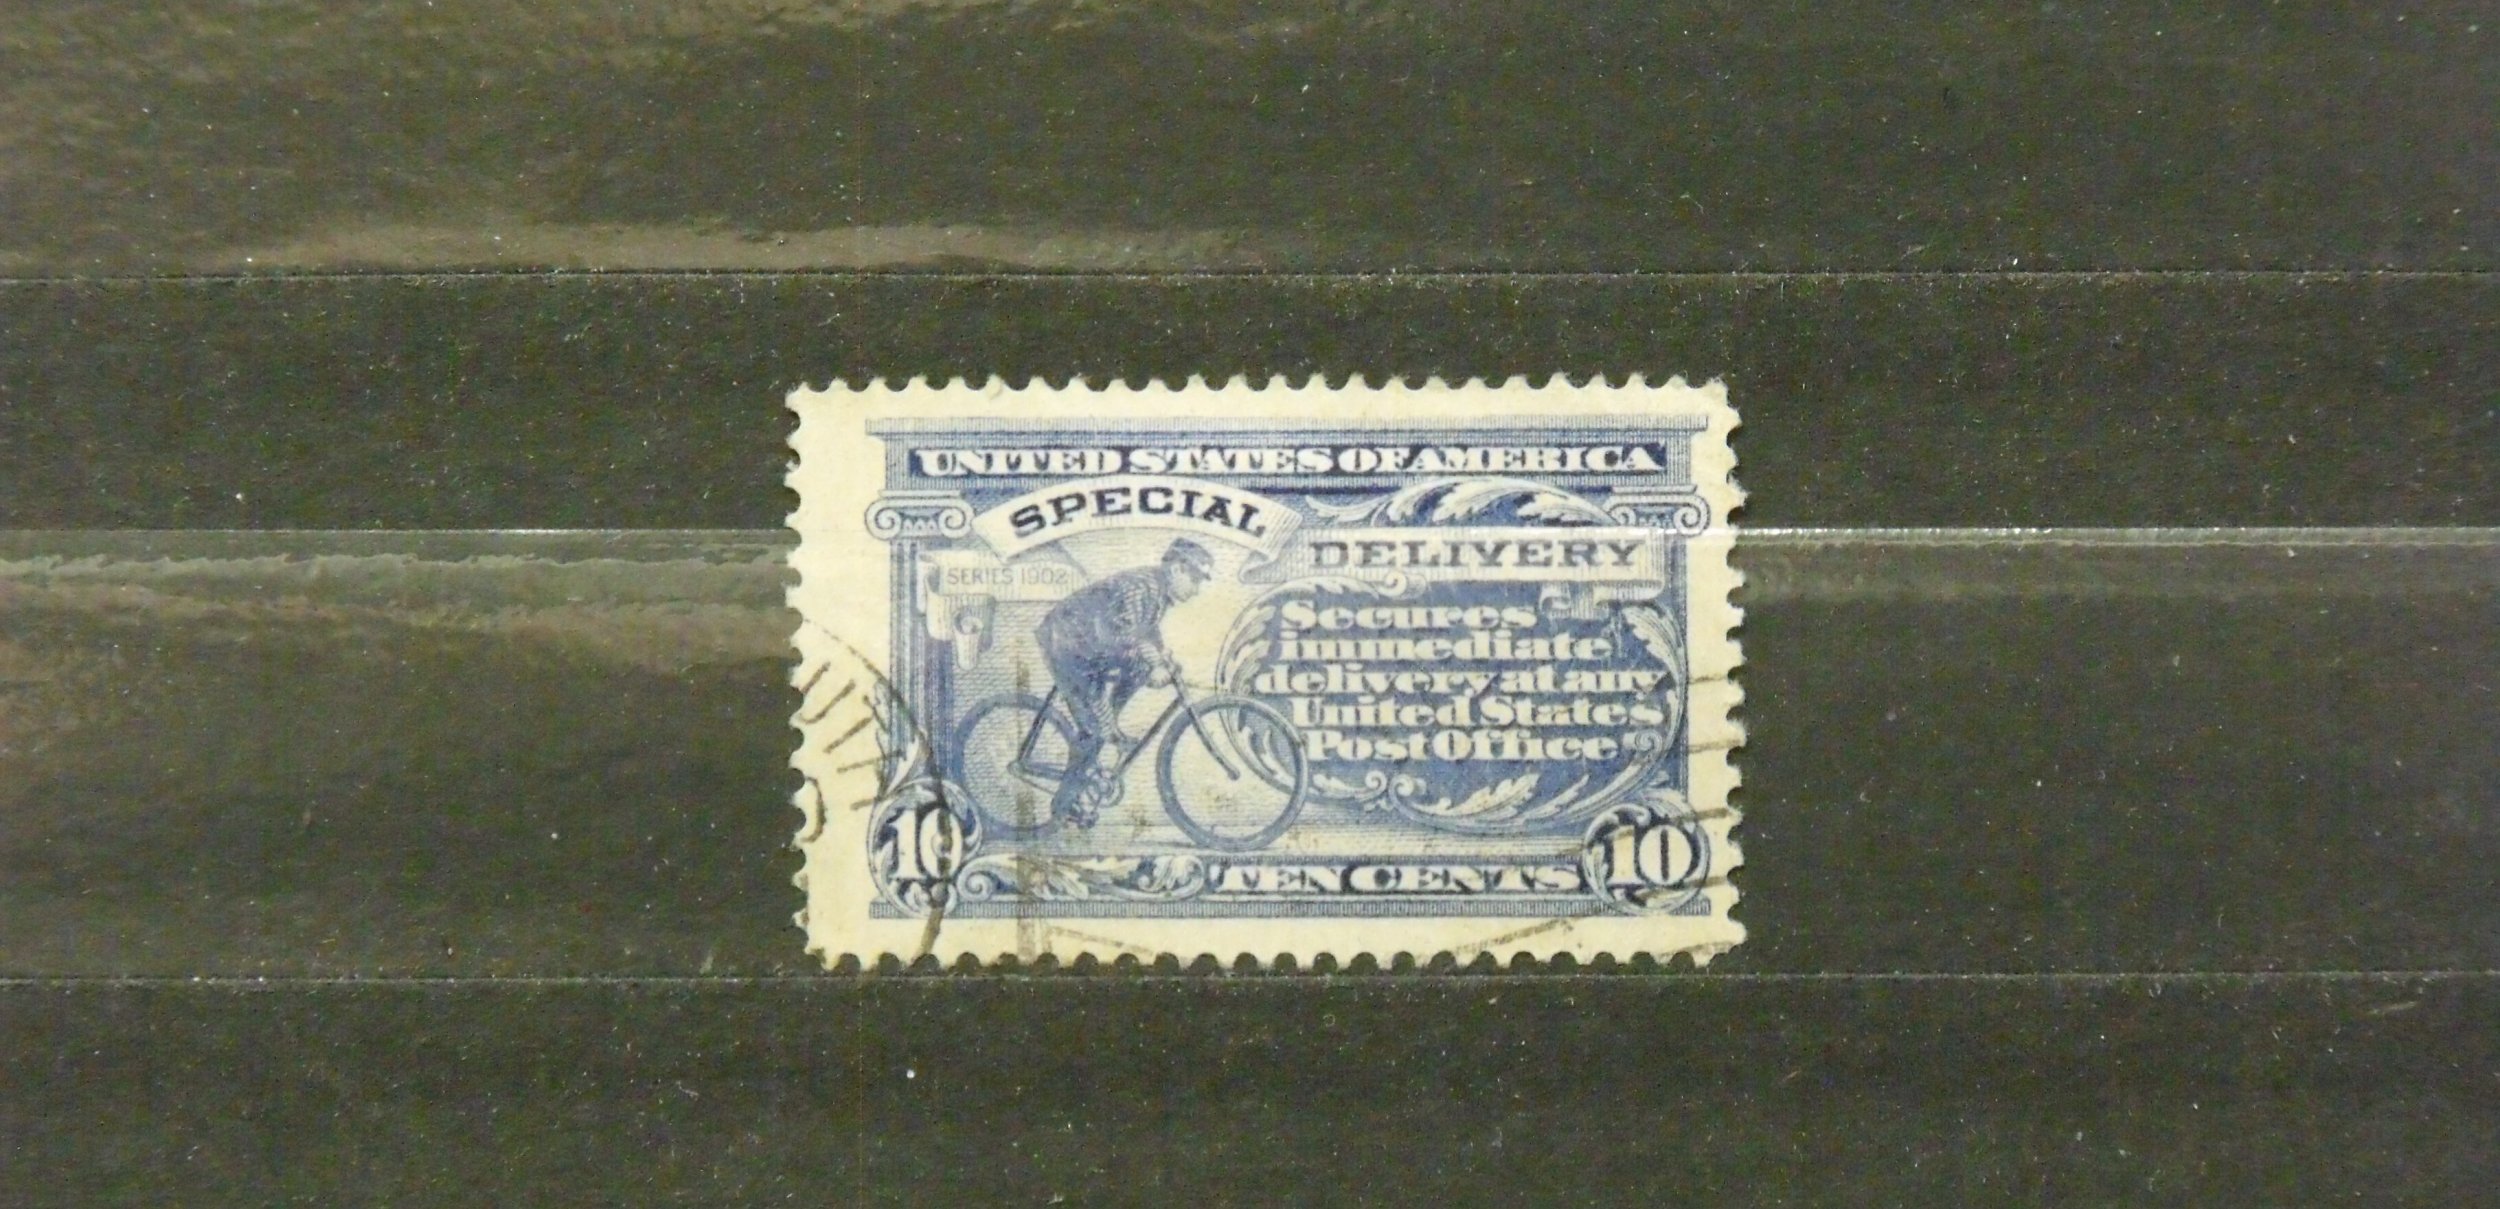 UNITED STATES OF AMERICA
SPECIAL
DELIVERY
SERIES 1902
Secures
immediate
delivery at any
United States
Post Office
10
TEN CENTS
10